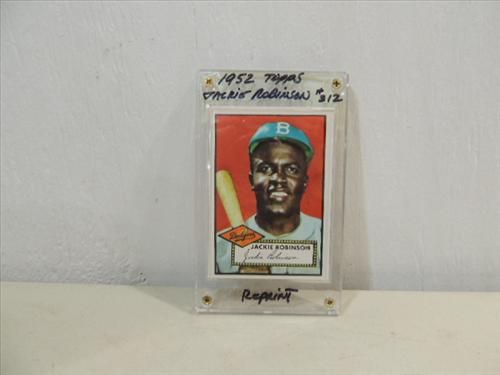 1952 TOPPS
JACKIE ROBINSON #312
B
Dodgers
JACKIE ROBINSON
Jackie Robinson
REPRINT